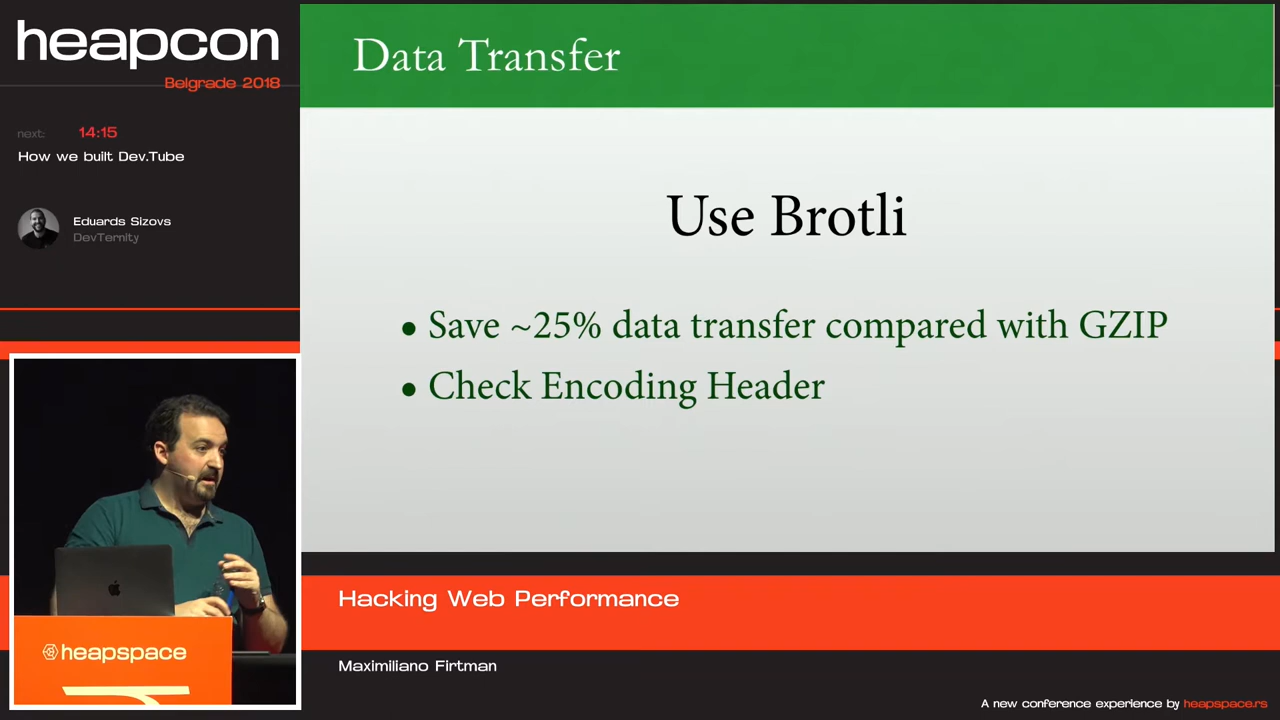 heapcon
Belgrade 2018
next: 14:15
How we built Dev.Tube
Eduards Sizovs
DevTernity
Data Transfer
Use Brotli
• Save ~25% data transfer compared with GZIP
• Check Encoding Header
heapspace
Hacking Web Performance
Maximiliano Firtman
A new conference experience by heapspace.rs